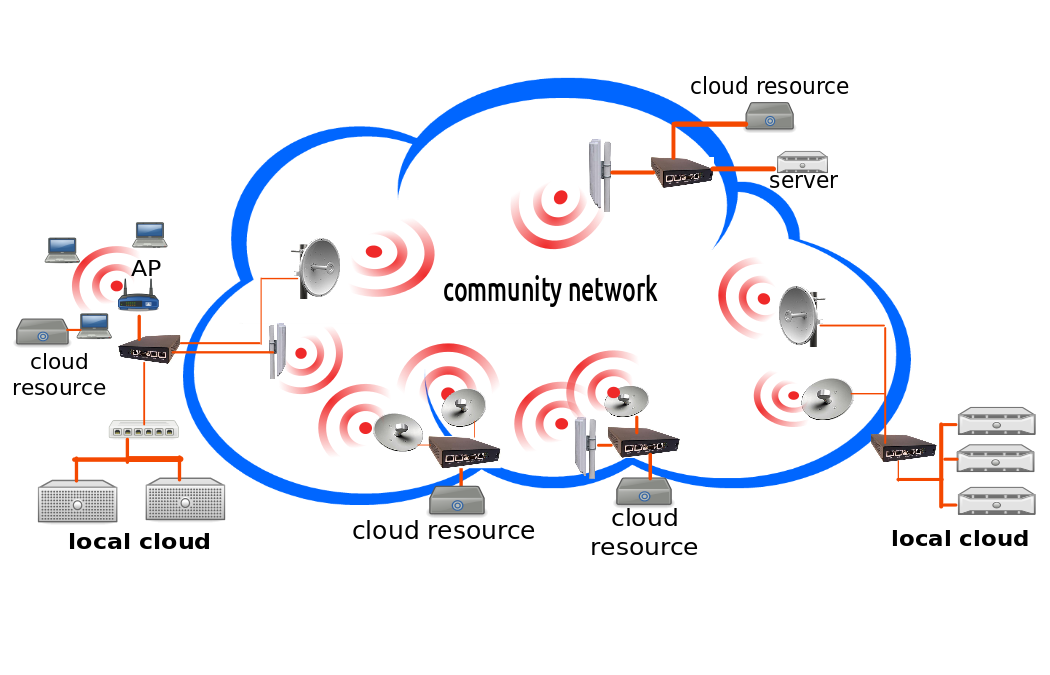 cloud resource
server
AP
community network
cloud
resource
local cloud
cloud resource
cloud
resource
local cloud